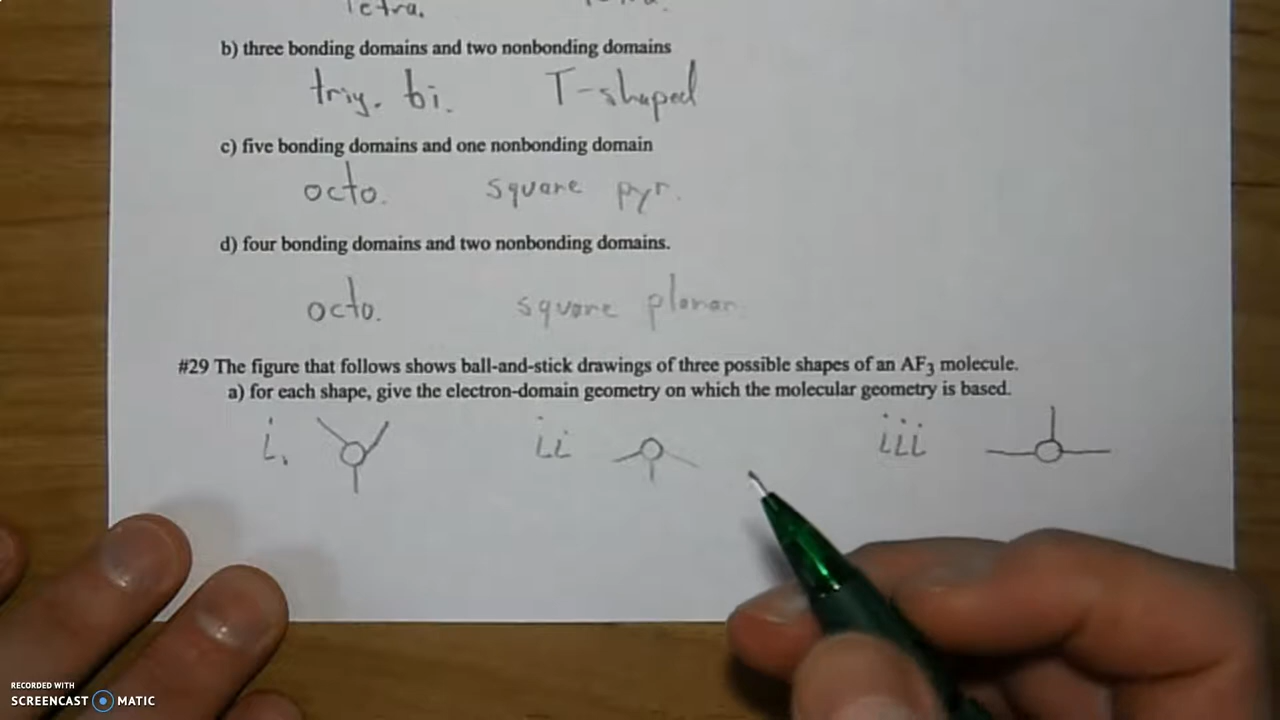 Tetra.
b) three bonding domains and two nonbonding domains
trig. bi. T-shaped
c) five bonding domains and one nonbonding domain
octo. square pyr.
d) four bonding domains and two nonbonding domains.
octo. square planar.
#29 The figure that follows shows ball-and-stick drawings of three possible shapes of an AF3 molecule.
a) for each shape, give the electron-domain geometry on which the molecular geometry is based.
i. ii iii
RECORDED WITH
SCREENCAST MATIC